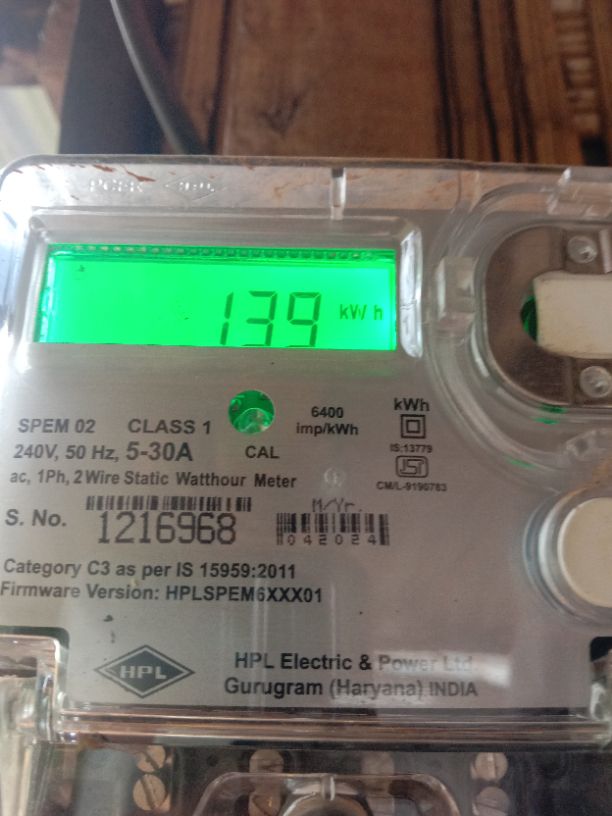 139 kWh
SPEM 02 CLASS 1
6400
imp/kWh
kWh
240V, 50 Hz, 5-30A
CAL
IS:13779
ISI
CM/L-9190783
ac, 1Ph, 2 Wire Static Watthour Meter
M/Yr.
S. No. 1216968
042024
Category C3 as per IS 15959:2011
Firmware Version: HPLSPEM6XXX01
HPL
HPL Electric & Power Ltd.
Gurugram (Haryana) INDIA